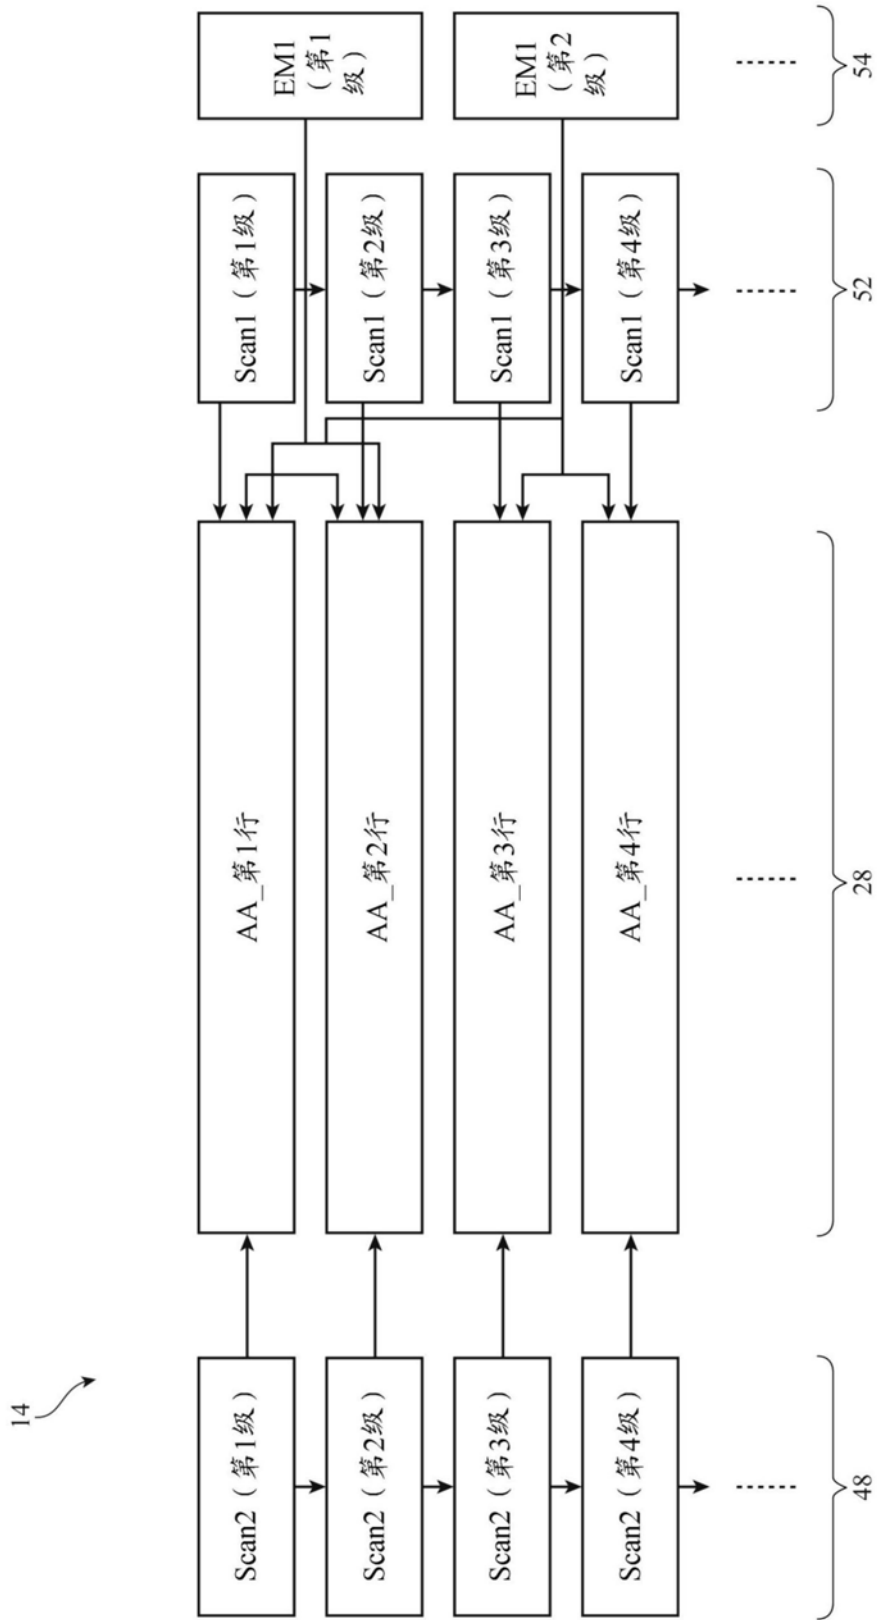 14
Scan2（第1级）
AA_第1行
Scan1（第1级）
EM1
（第1
级）
Scan2（第2级）
AA_第2行
Scan1（第2级）
Scan2（第3级）
AA_第3行
Scan1（第3级）
EM1
（第2
级）
Scan2（第4级）
AA_第4行
Scan1（第4级）
48
28
52
54